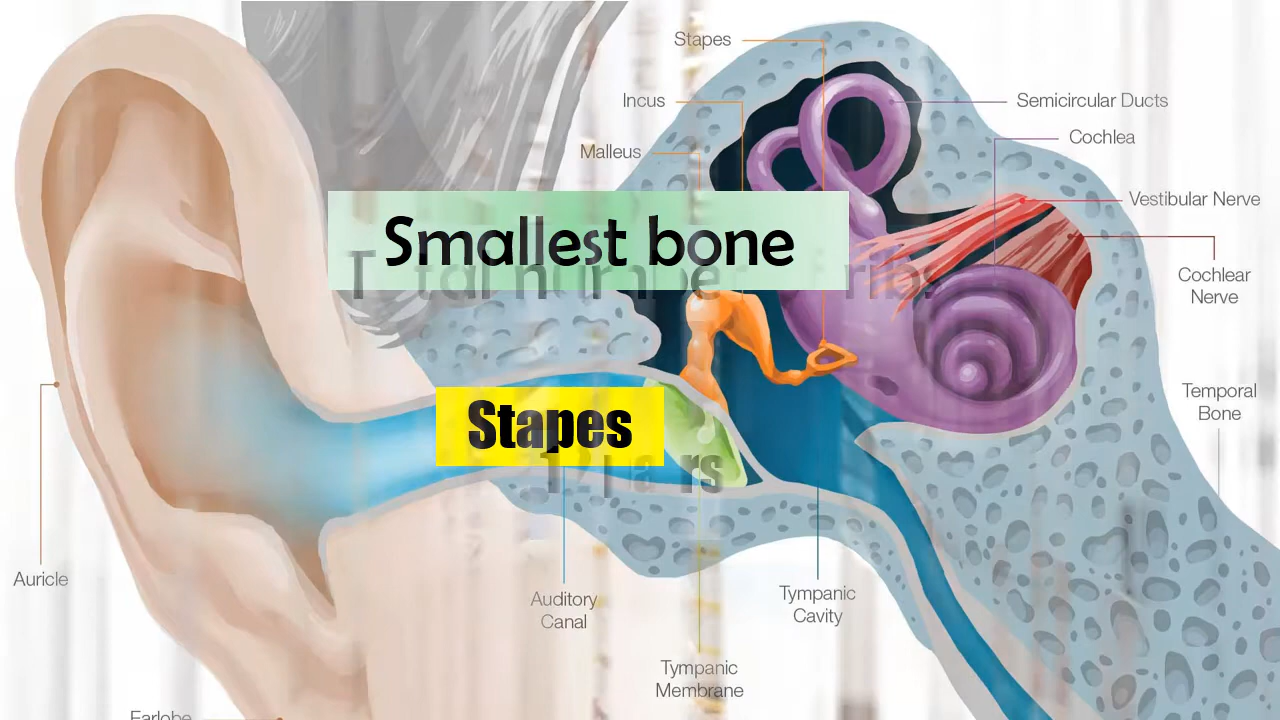 Stapes
Incus
Malleus
Semicircular Ducts
Cochlea
Vestibular Nerve
Cochlear
Nerve
Smallest bone
Stapes
Temporal
Bone
Auricle
Auditory
Canal
Tympanic
Cavity
Tympanic
Membrane
Earlobe